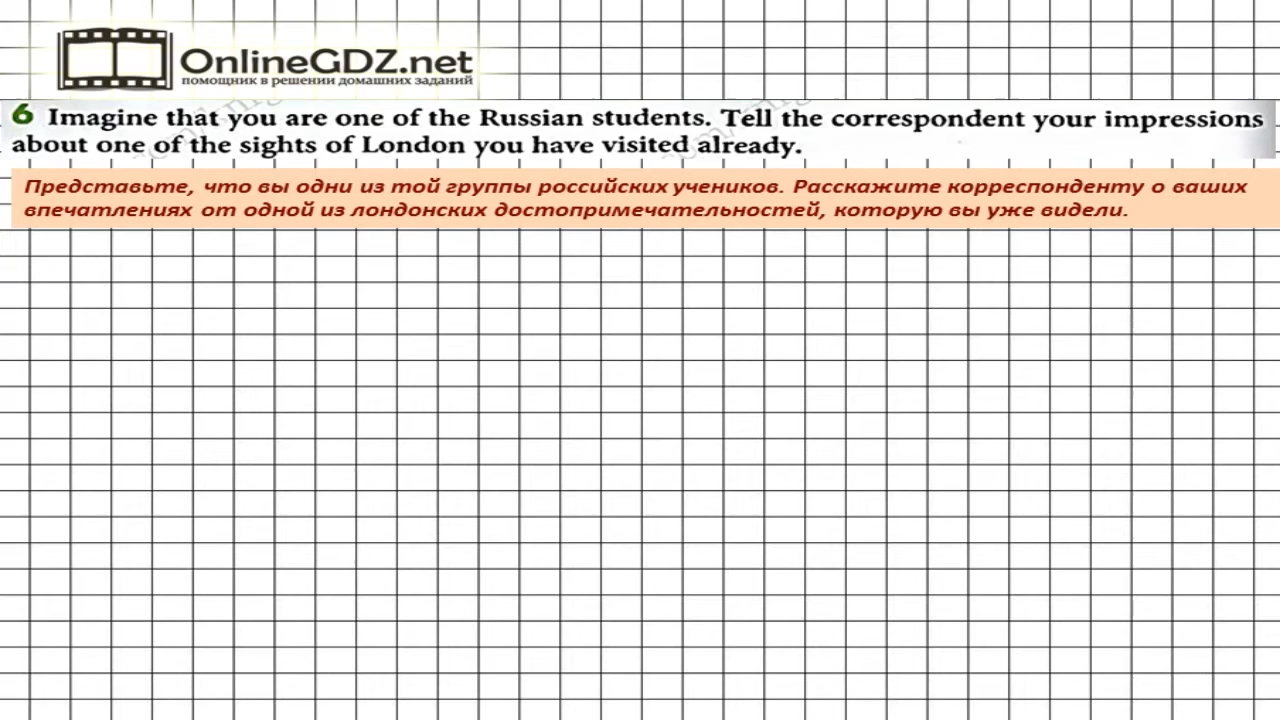 OnlineGDZ.net
помощник в решении домашних заданий
6 Imagine that you are one of the Russian students. Tell the correspondent your impressions
about one of the sights of London you have visited already.
Представьте, что вы одни из той группы российских учеников. Расскажите корреспонденту о ваших
впечатлениях от одной из лондонских достопримечательностей, которую вы уже видели.